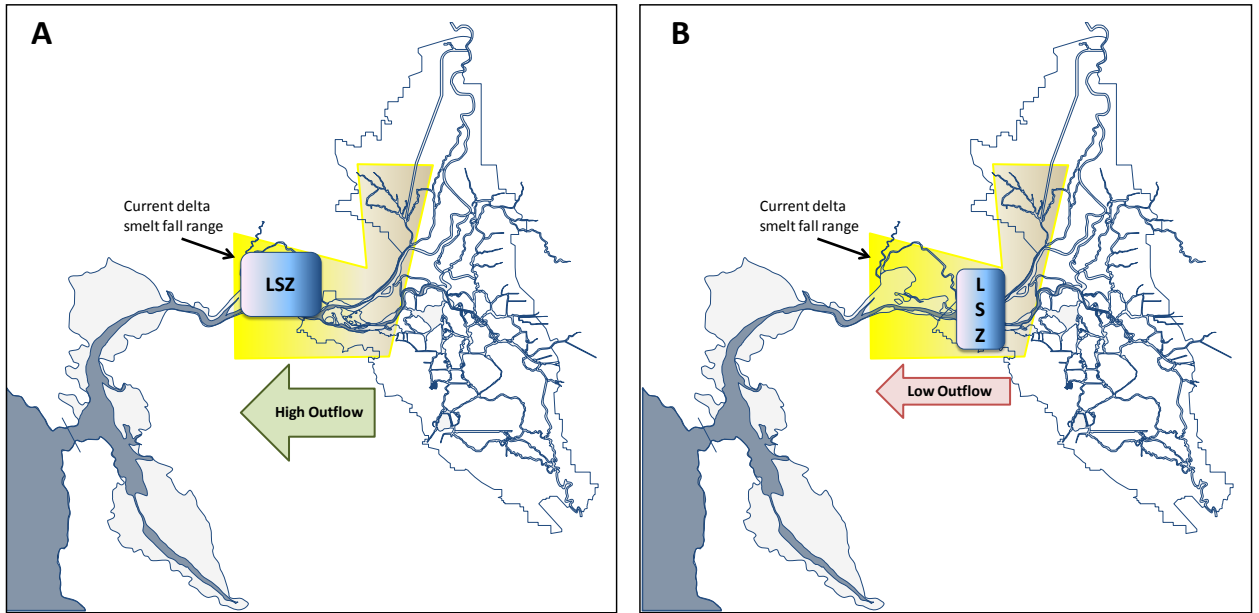 A
Current delta
smelt fall range
LSZ
High Outflow
B
Current delta
smelt fall range
L
S
Z
Low Outflow